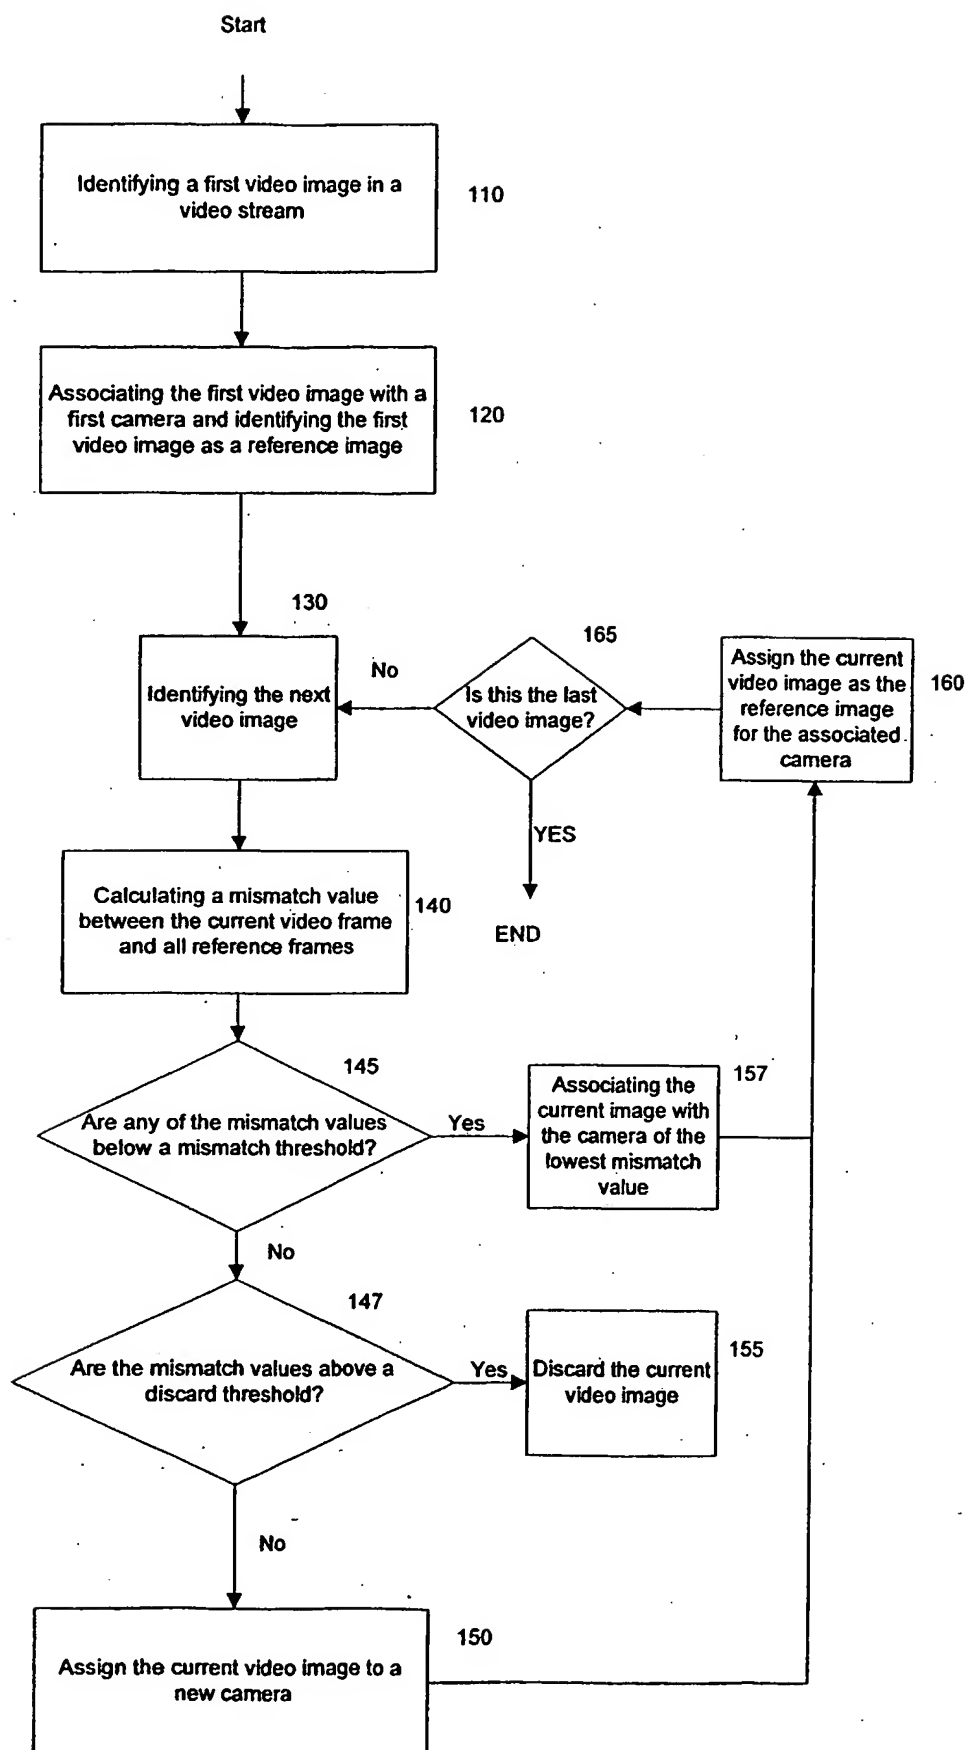 Start
Identifying a first video image in a
video stream
110
Associating the first video image with a
first camera and identifying the first
video image as a reference image
120
130
Identifying the next
video image
No
165
Is this the last
video image?
YES
END
Assign the current
video image as the
reference image
for the associated
camera
160
Calculating a mismatch value
between the current video frame
and all reference frames
140
145
Are any of the mismatch values
below a mismatch threshold?
Yes
Associating the
current image with
the camera of the
lowest mismatch
value
157
No
147
Are the mismatch values above a
discard threshold?
Yes
Discard the current
video image
155
No
Assign the current video image to a
new camera
150